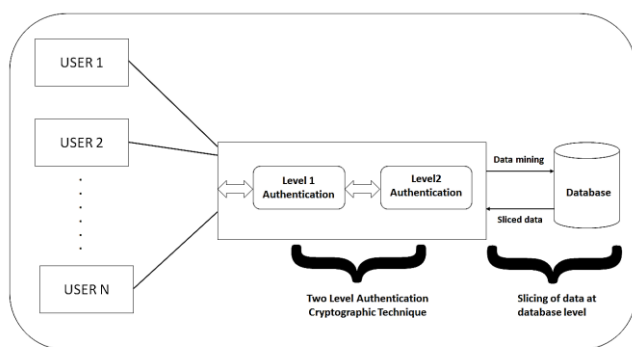 USER 1
USER 2
USER N
Level 1
Authentication
Level2
Authentication
Data mining
Sliced data
Database
Two Level Authentication
Cryptographic Technique
Slicing of data at
database level